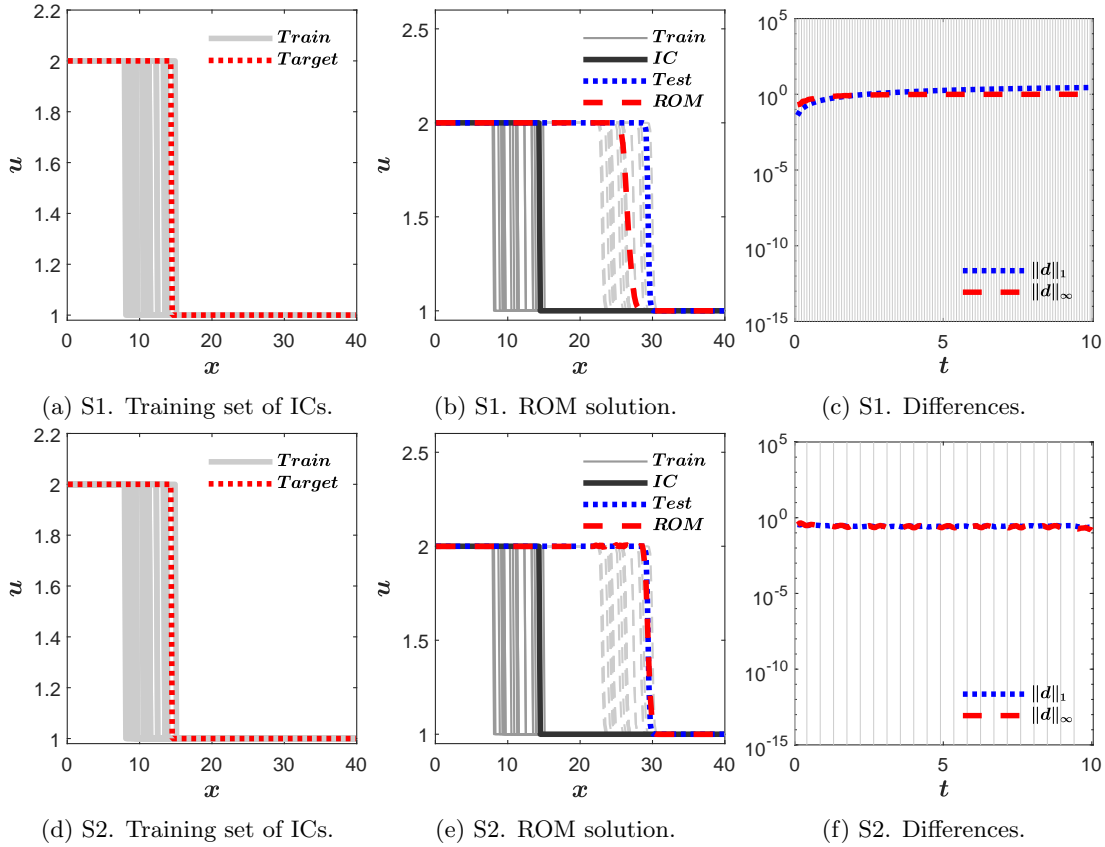 2.2
2
1.8
1.6
1.4
1.2
1
0 10 20 30 40
u
x
Train
Target
(a) S1. Training set of ICs.
2.5
2
1.5
1
0 10 20 30 40
u
x
Train
IC
Test
ROM
(b) S1. ROM solution.
10^5
10^0
10^-5
10^-10
10^-15
0 5 10
t
‖d‖₁
‖d‖∞
(c) S1. Differences.
2.2
2
1.8
1.6
1.4
1.2
1
0 10 20 30 40
u
x
Train
Target
(d) S2. Training set of ICs.
2.5
2
1.5
1
0 10 20 30 40
u
x
Train
IC
Test
ROM
(e) S2. ROM solution.
10^5
10^0
10^-5
10^-10
10^-15
0 5 10
t
‖d‖₁
‖d‖∞
(f) S2. Differences.